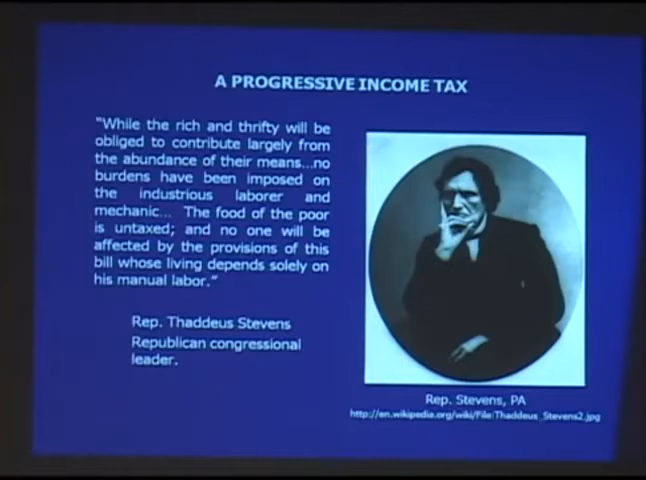 A PROGRESSIVE INCOME TAX
"While the rich and thrifty will be
obliged to contribute largely from
the abundance of their means...no
burdens have been imposed on
the industrious laborer and
mechanic... The food of the poor
is untaxed; and no one will be
affected by the provisions of this
bill whose living depends solely on
his manual labor."
Rep. Thaddeus Stevens
Republican congressional
leader.
Rep. Stevens, PA
http://en.wikipedia.org/wiki/File:Thaddeus_Stevens2.jpg